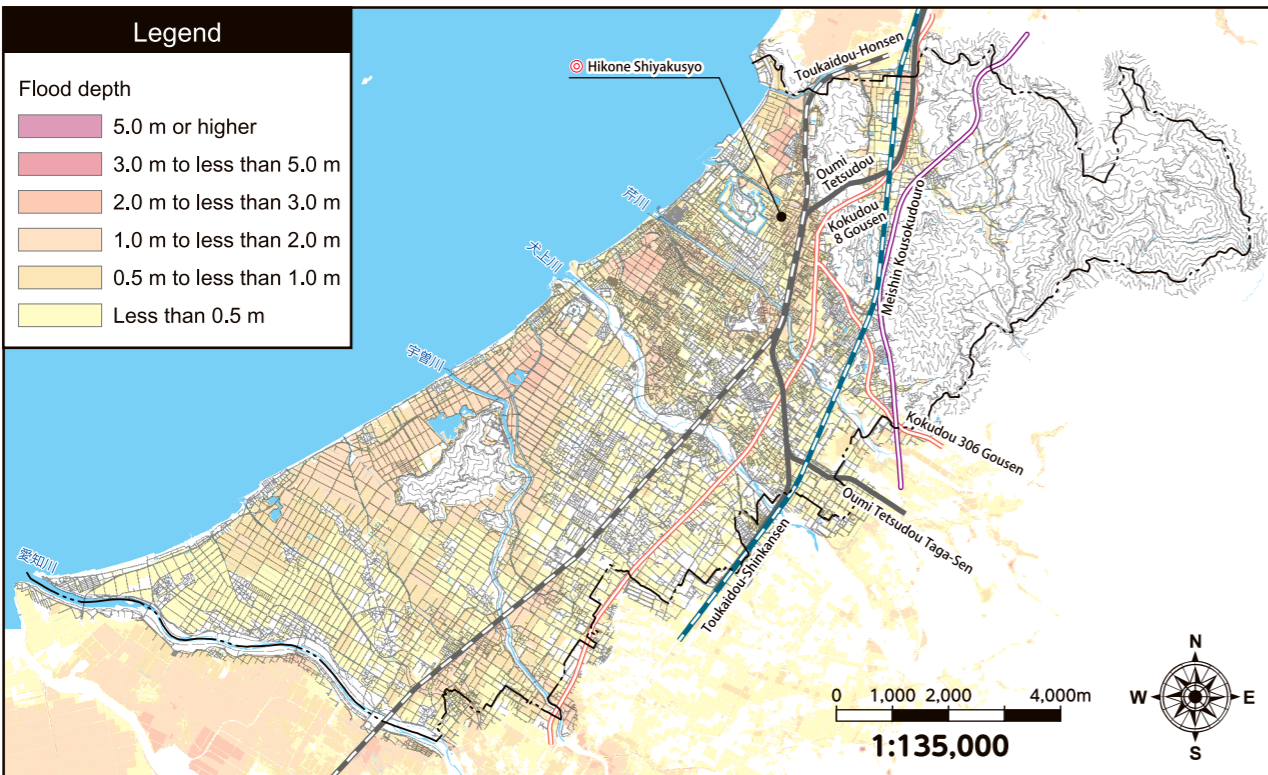 Legend
Flood depth
5.0 m or higher
3.0 m to less than 5.0 m
2.0 m to less than 3.0 m
1.0 m to less than 2.0 m
0.5 m to less than 1.0 m
Less than 0.5 m
Hikone Shiyakusyo
Toukaidou-Honsen
Oumi
Tetsudou
Kokudou
8 Gousen
Meishin Kousokudouro
芹川
犬上川
宇曽川
愛知川
Kokudou 306 Gousen
Oumi Tetsudou Taga-Sen
Toukaidou-Shinkansen
0 1,000 2,000 4,000m
1:135,000
N
W E
S